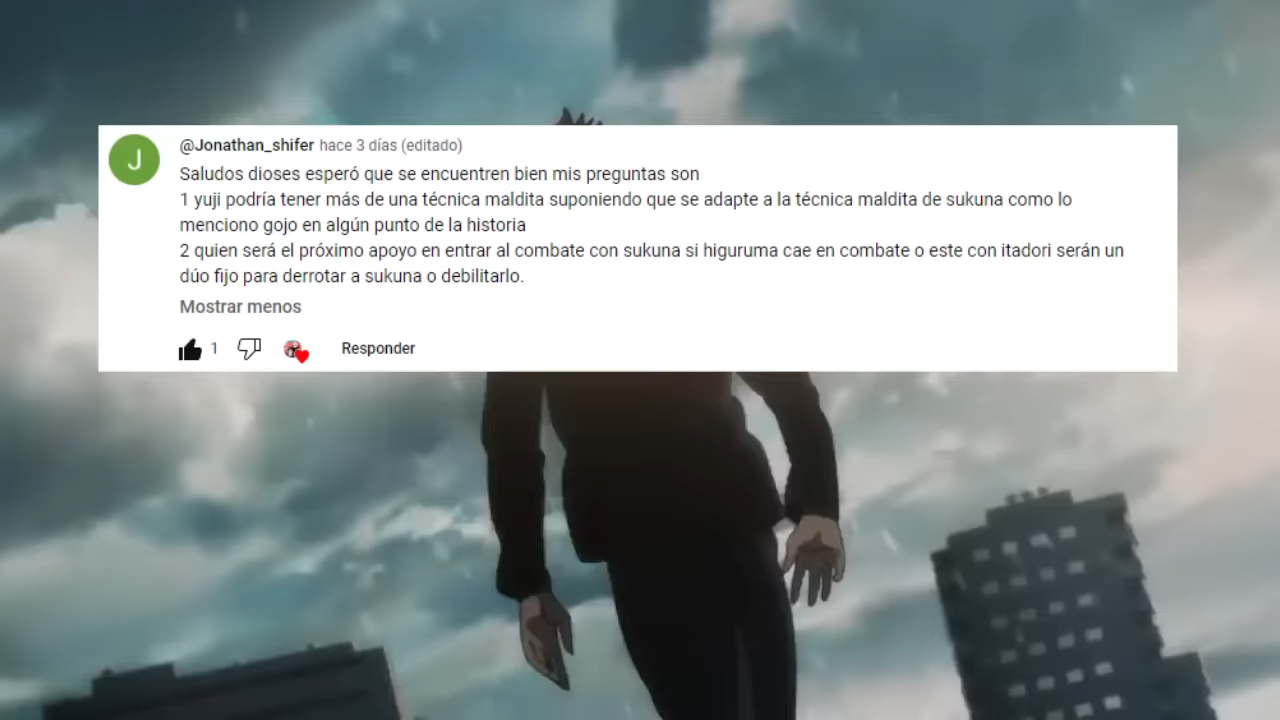 J
@Jonathan_shifer hace 3 días (editado)
Saludos dioses esperó que se encuentren bien mis preguntas son
1 yuji podría tener más de una técnica maldita suponiendo que se adapte a la técnica maldita de sukuna como lo
menciono gojo en algún punto de la historia
2 quien será el próximo apoyo en entrar al combate con sukuna si higuruma cae en combate o este con itadori serán un
dúo fijo para derrotar a sukuna o debilitarlo.
Mostrar menos
1 Responder